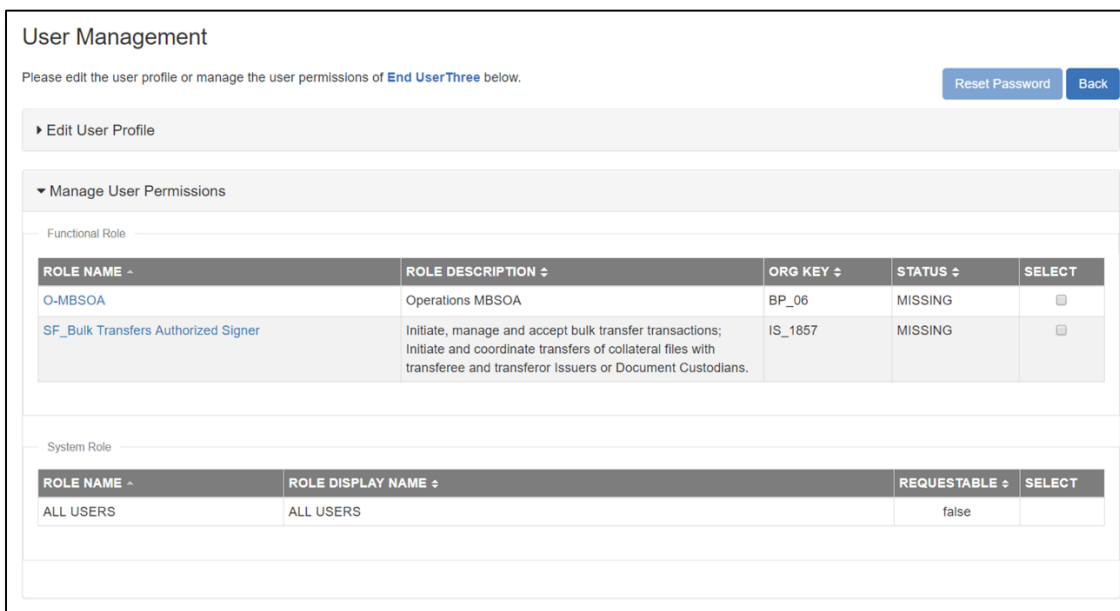 User Management
Please edit the user profile or manage the user permissions of End UserThree below.
Reset Password
Back
Edit User Profile
Manage User Permissions
Functional Role
ROLE NAME ROLE DESCRIPTION ORG KEY STATUS SELECT
O-MBSOA Operations MBSOA BP_06 MISSING
SF_Bulk Transfers Authorized Signer Initiate, manage and accept bulk transfer transactions; IS_1857 MISSING
Initiate and coordinate transfers of collateral files with
transferee and transferor Issuers or Document Custodians.
System Role
ROLE NAME ROLE DISPLAY NAME REQUESTABLE SELECT
ALL USERS ALL USERS false